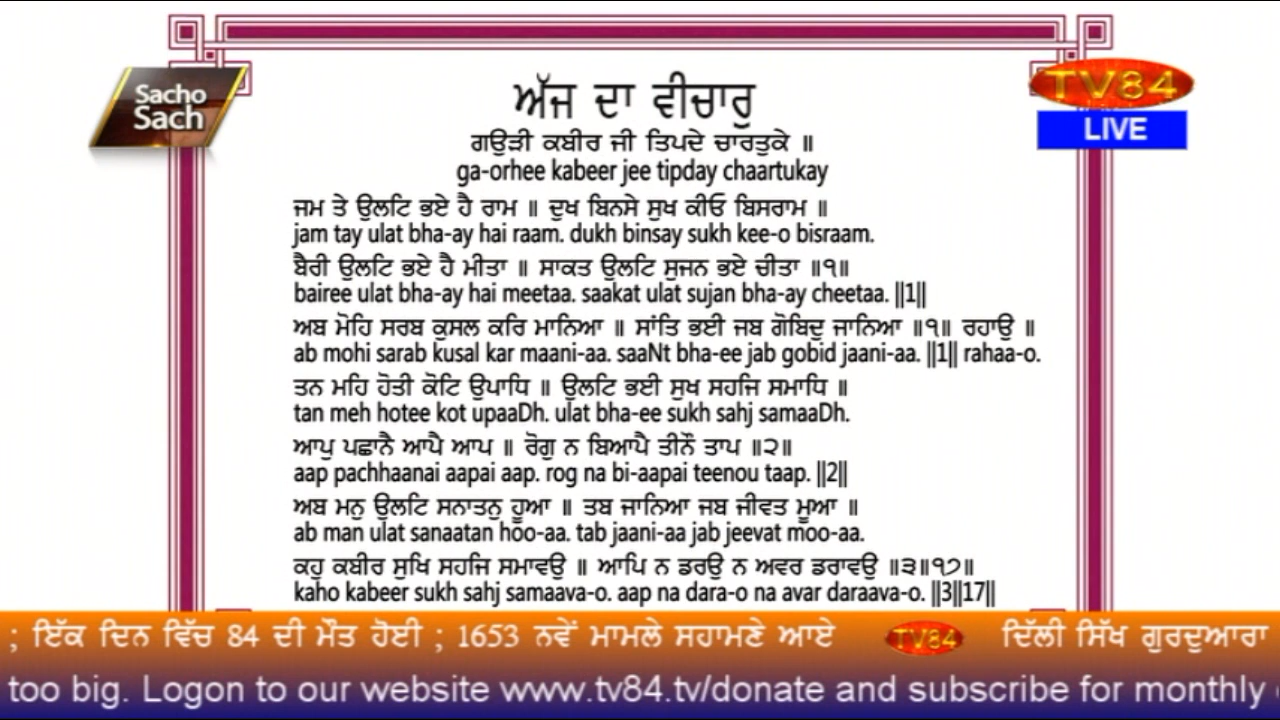 Sacho
Sach
TV84
LIVE
ਅੱਜ ਦਾ ਵੀਚਾਰੁ
ਗਉੜੀ ਕਬੀਰ ਜੀ ਤਿਪਦੇ ਚਾਰਤੁਕੇ ॥
ga-orhee kabeer jee tipday chaartukay
ਜਮ ਤੇ ਉਲਟਿ ਭਏ ਹੈ ਰਾਮ ॥ ਦੁਖ ਬਿਨਸੇ ਸੁਖ ਕੀਓ ਬਿਸਰਾਮ ॥
jam tay ulat bha-ay hai raam. dukh binsay sukh kee-o bisraam.
ਬੈਰੀ ਉਲਟਿ ਭਏ ਹੈ ਮੀਤਾ ॥ ਸਾਕਤ ਉਲਟਿ ਸੁਜਨ ਭਏ ਚੀਤਾ ॥੧॥
bairee ulat bha-ay hai meetaa. saakat ulat sujan bha-ay cheetaa. ||1||
ਅਬ ਮੋਹਿ ਸਰਬ ਕੁਸਲ ਕਰਿ ਮਾਨਿਆ ॥ ਸਾਂਤਿ ਭਈ ਜਬ ਗੋਬਿਦੁ ਜਾਨਿਆ ॥੧॥ ਰਹਾਉ ॥
ab mohi sarab kusal kar maani-aa. saaNt bha-ee jab gobid jaani-aa. ||1|| rahaa-o.
ਤਨ ਮਹਿ ਹੋਤੀ ਕੋਟਿ ਉਪਾਧਿ ॥ ਉਲਟਿ ਭਈ ਸੁਖ ਸਹਜਿ ਸਮਾਧਿ ॥
tan meh hotee kot upaaDh. ulat bha-ee sukh sahj samaaDh.
ਆਪੁ ਪਛਾਨੈ ਆਪੈ ਆਪ ॥ ਰੋਗੁ ਨ ਬਿਆਪੈ ਤੀਨੌ ਤਾਪ ॥੨॥
aap pachhaanai aapai aap. rog na bi-aapai teenou taap. ||2||
ਅਬ ਮਨੁ ਉਲਟਿ ਸਨਾਤਨੁ ਹੂਆ ॥ ਤਬ ਜਾਨਿਆ ਜਬ ਜੀਵਤ ਮੂਆ ॥
ab man ulat sanaatan hoo-aa. tab jaani-aa jab jeevat moo-aa.
ਕਹੁ ਕਬੀਰ ਸੁਖਿ ਸਹਜਿ ਸਮਾਵਉ ॥ ਆਪਿ ਨ ਡਰਉ ਨ ਅਵਰ ਡਰਾਵਉ ॥੩॥੧੭॥
kaho kabeer sukh sahj samaava-o. aap na dara-o na avar daraava-o. ||3||17||
; ਇੱਕ ਦਿਨ ਵਿੱਚ 84 ਦੀ ਮੌਤ ਹੋਈ ; 1653 ਨਵੇਂ ਮਾਮਲੇ ਸਹਾਮਣੇ ਆਏ TV84 ਦਿੱਲੀ ਸਿੱਖ ਗੁਰਦੁਆਰਾ
too big. Logon to our website www.tv84.tv/donate and subscribe for monthly